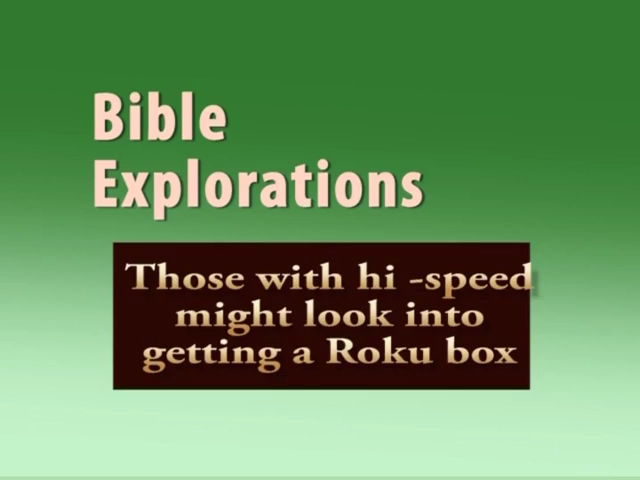 Bible
Explorations
Those with hi -speed
might look into
getting a Roku box